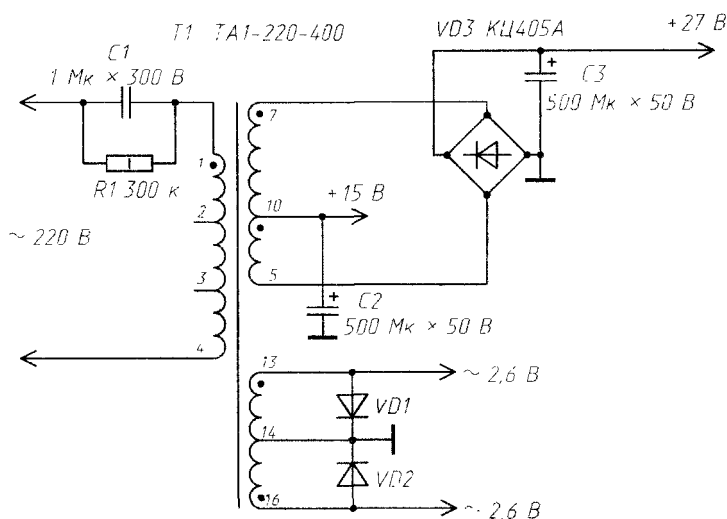 T1 ТА1-220-400
VD3 КЦ405А
C1
1 Мк × 300 В
+27 В
+
C3
500 Мк × 50 В
R1 300 к
~ 220 В
1
2
3
4
7
10
5
+15 В
+
C2
500 Мк × 50 В
13
14
16
~ 2,6 В
VD1
VD2
~ 2,6 В